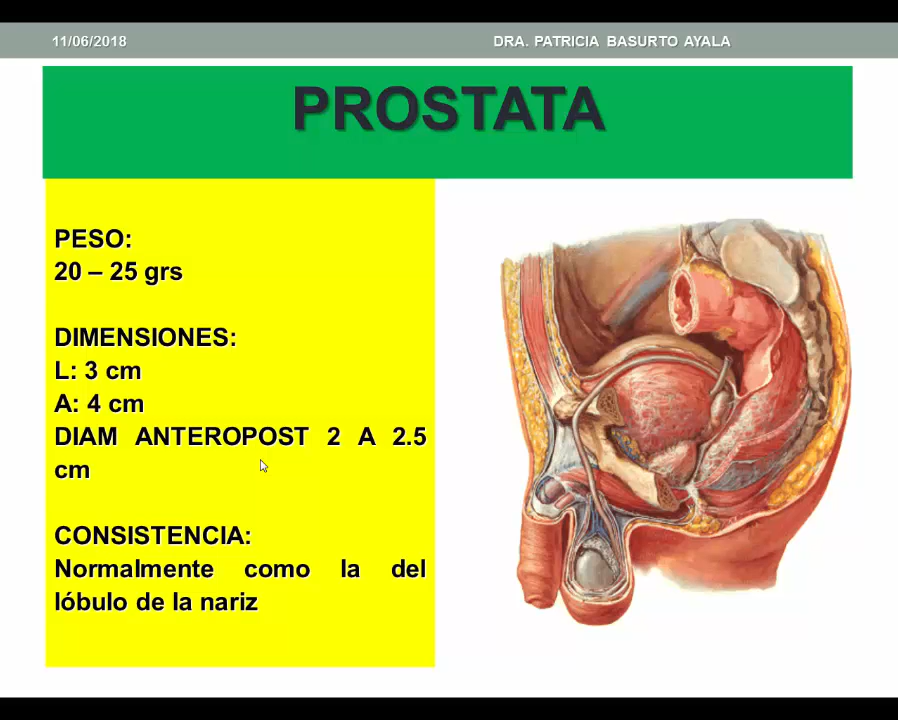 11/06/2018
DRA. PATRICIA BASURTO AYALA
PROSTATA
PESO:
20 – 25 grs
DIMENSIONES:
L: 3 cm
A: 4 cm
DIAM ANTEROPOST 2 A 2.5
cm
CONSISTENCIA:
Normalmente como la del
lóbulo de la nariz